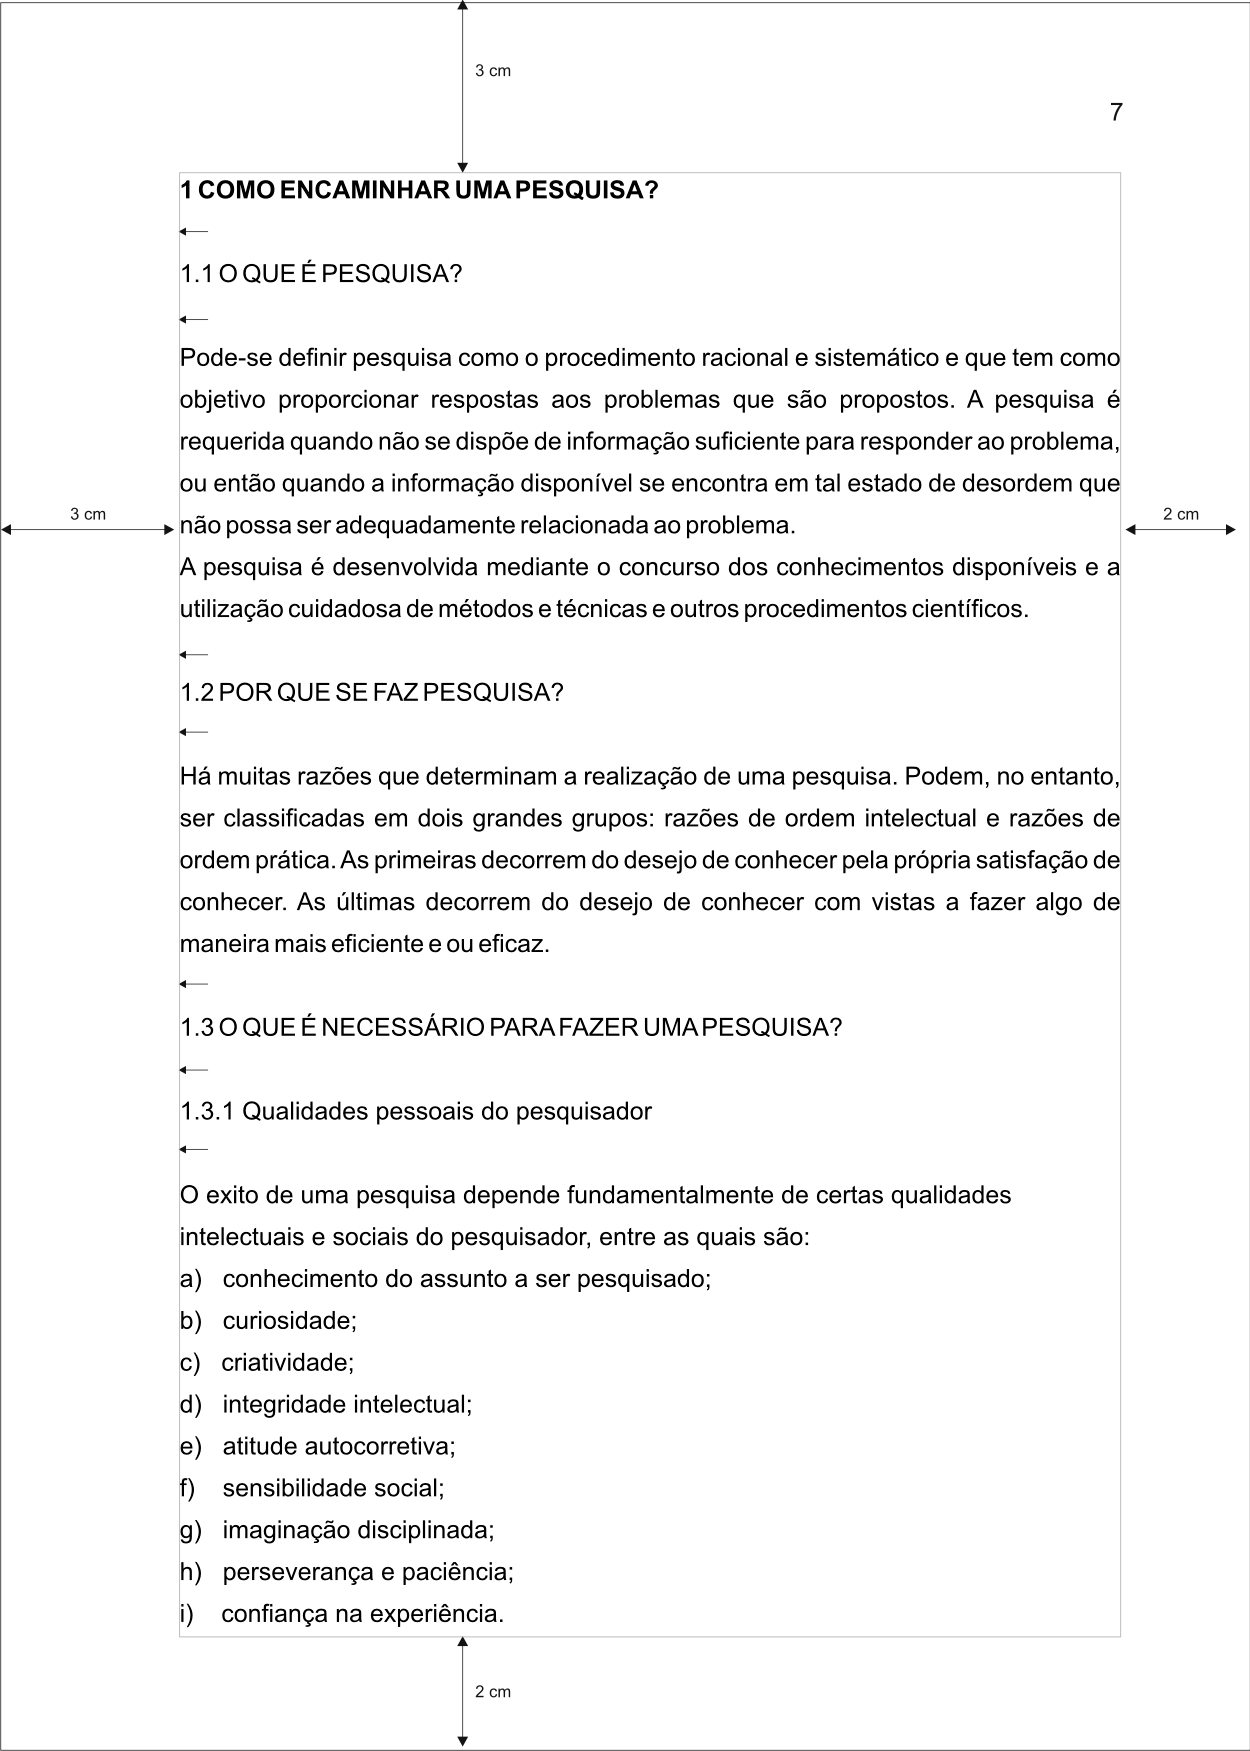 3 cm
7
1 COMO ENCAMINHAR UMA PESQUISA?
1.1 O QUE É PESQUISA?
Pode-se definir pesquisa como o procedimento racional e sistemático e que tem como
objetivo proporcionar respostas aos problemas que são propostos. A pesquisa é
requerida quando não se dispõe de informação suficiente para responder ao problema,
ou então quando a informação disponível se encontra em tal estado de desordem que
3 cm
2 cm
não possa ser adequadamente relacionada ao problema.
A pesquisa é desenvolvida mediante o concurso dos conhecimentos disponíveis e a
utilização cuidadosa de métodos e técnicas e outros procedimentos científicos.
1.2 POR QUE SE FAZ PESQUISA?
Há muitas razões que determinam a realização de uma pesquisa. Podem, no entanto,
ser classificadas em dois grandes grupos: razões de ordem intelectual e razões de
ordem prática. As primeiras decorrem do desejo de conhecer pela própria satisfação de
conhecer. As últimas decorrem do desejo de conhecer com vistas a fazer algo de
maneira mais eficiente e ou eficaz.
1.3 O QUE É NECESSÁRIO PARA FAZER UMA PESQUISA?
1.3.1 Qualidades pessoais do pesquisador
O exito de uma pesquisa depende fundamentalmente de certas qualidades
intelectuais e sociais do pesquisador, entre as quais são:
a) conhecimento do assunto a ser pesquisado;
b) curiosidade;
c) criatividade;
d) integridade intelectual;
e) atitude autocorretiva;
f) sensibilidade social;
g) imaginação disciplinada;
h) perseverança e paciência;
i) confiança na experiência.
2 cm